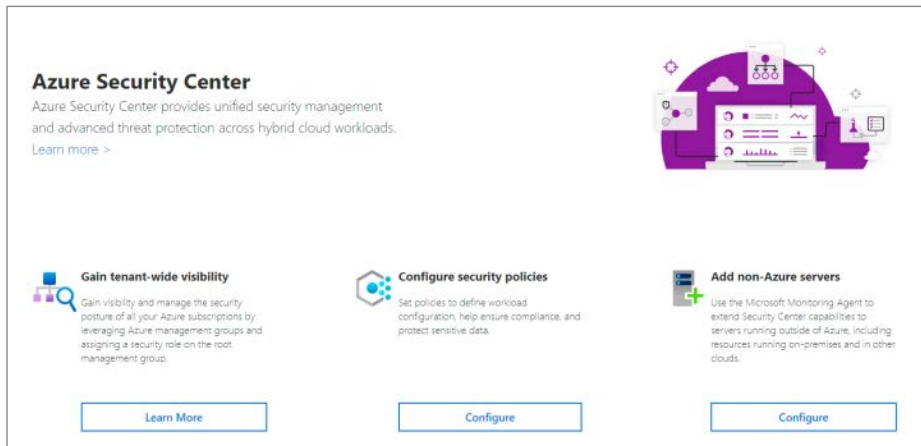 Azure Security Center
Azure Security Center provides unified security management
and advanced threat protection across hybrid cloud workloads.
Learn more >
Gain tenant-wide visibility
Gain visibility and manage the security
posture of all your Azure subscriptions by
leveraging Azure management groups and
assigning a security role on the root
management group.
Learn More
Configure security policies
Set policies to define workload
configuration, help ensure compliance, and
protect sensitive data.
Configure
Add non-Azure servers
Use the Microsoft Monitoring Agent to
extend Security Center capabilities to
servers running outside of Azure, including
resources running on-premises and in other
clouds.
Configure